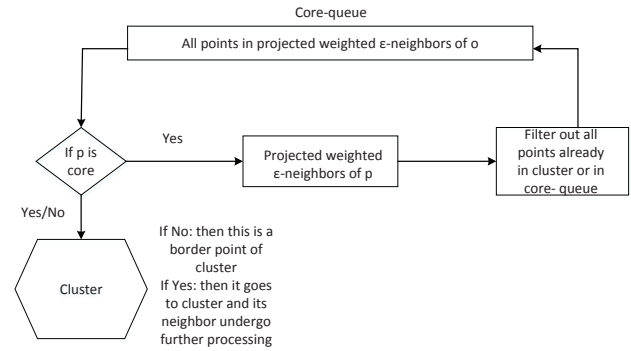 Core-queue
All points in projected weighted ε-neighbors of o
If p is
core
Yes
Projected weighted
ε-neighbors of p
Filter out all
points already
in cluster or in
core- queue
Yes/No
Cluster
If No: then this is a
border point of
cluster
If Yes: then it goes
to cluster and its
neighbor undergo
further processing